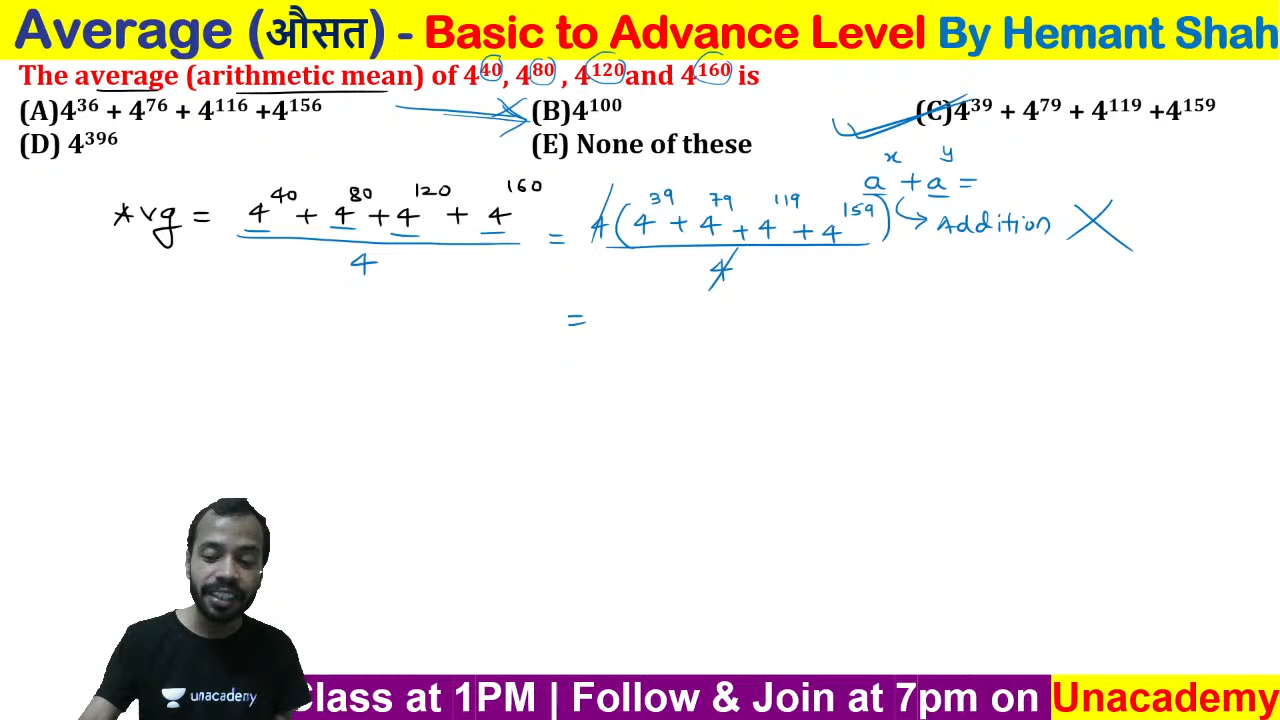 Average (औसत) - Basic to Advance Level By Hemant Shah
The average (arithmetic mean) of 4⁴⁰, 4⁸⁰ , 4¹²⁰ and 4¹⁶⁰ is
(A)4³⁶ + 4⁷⁶ + 4¹¹⁶ +4¹⁵⁶ (B)4¹⁰⁰ (C)4³⁹ + 4⁷⁹ + 4¹¹⁹ +4¹⁵⁹
(D) 4³⁹⁶ (E) None of these
aˣ + aʸ =
Avg = 4⁴⁰ + 4⁸⁰ + 4¹²⁰ + 4¹⁶⁰ / 4 = 4(4³⁹ + 4⁷⁹ + 4¹¹⁹ + 4¹⁵⁹) / 4
Addition
=
unacademy
Class at 1PM | Follow & Join at 7pm on Unacademy